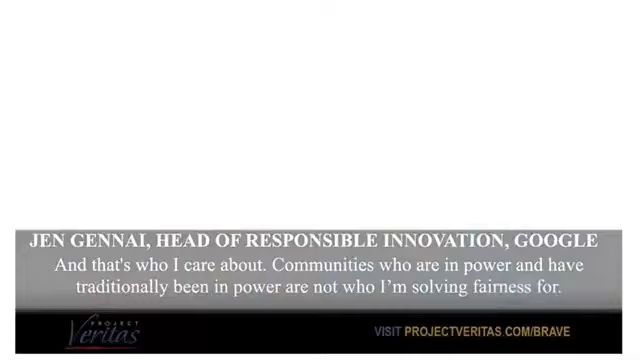 JEN GENNAI, HEAD OF RESPONSIBLE INNOVATION, GOOGLE
And that's who I care about. Communities who are in power and have
traditionally been in power are not who I'm solving fairness for.
PROJECT
Veritas
VISIT PROJECTVERITAS.COM/BRAVE